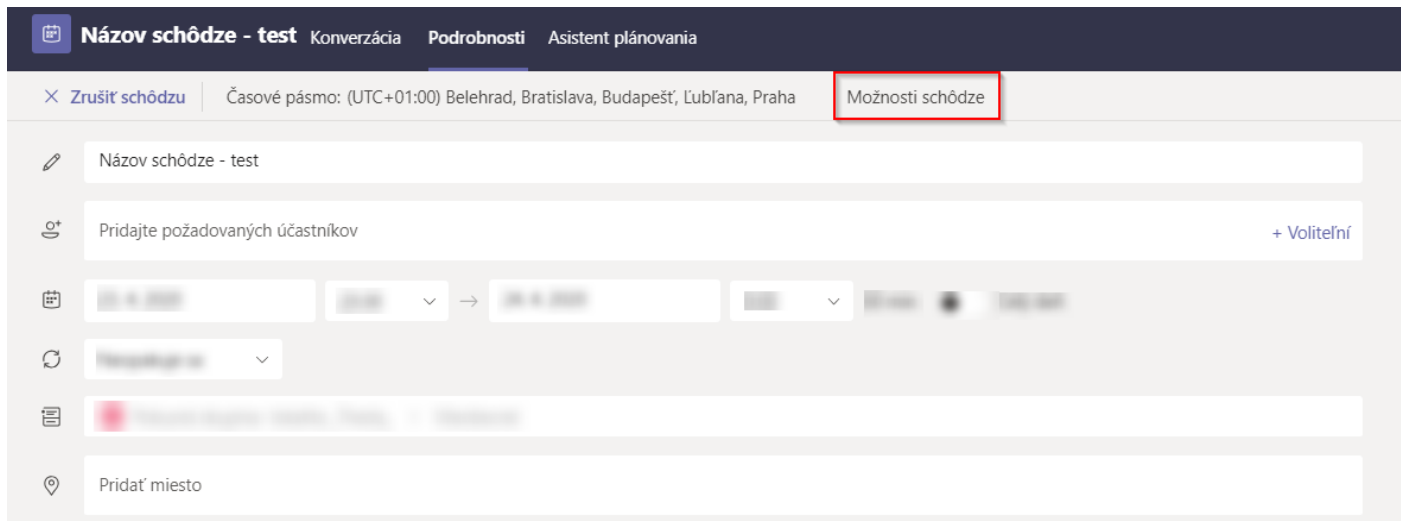 Názov schôdze - test Konverzácia Podrobnosti Asistent plánovania
Zrušiť schôdzu Časové pásmo: (UTC+01:00) Belehrad, Bratislava, Budapešť, Ľubľana, Praha Možnosti schôdze
Názov schôdze - test
Pridajte požadovaných účastníkov + Voliteľní
Pridať miesto